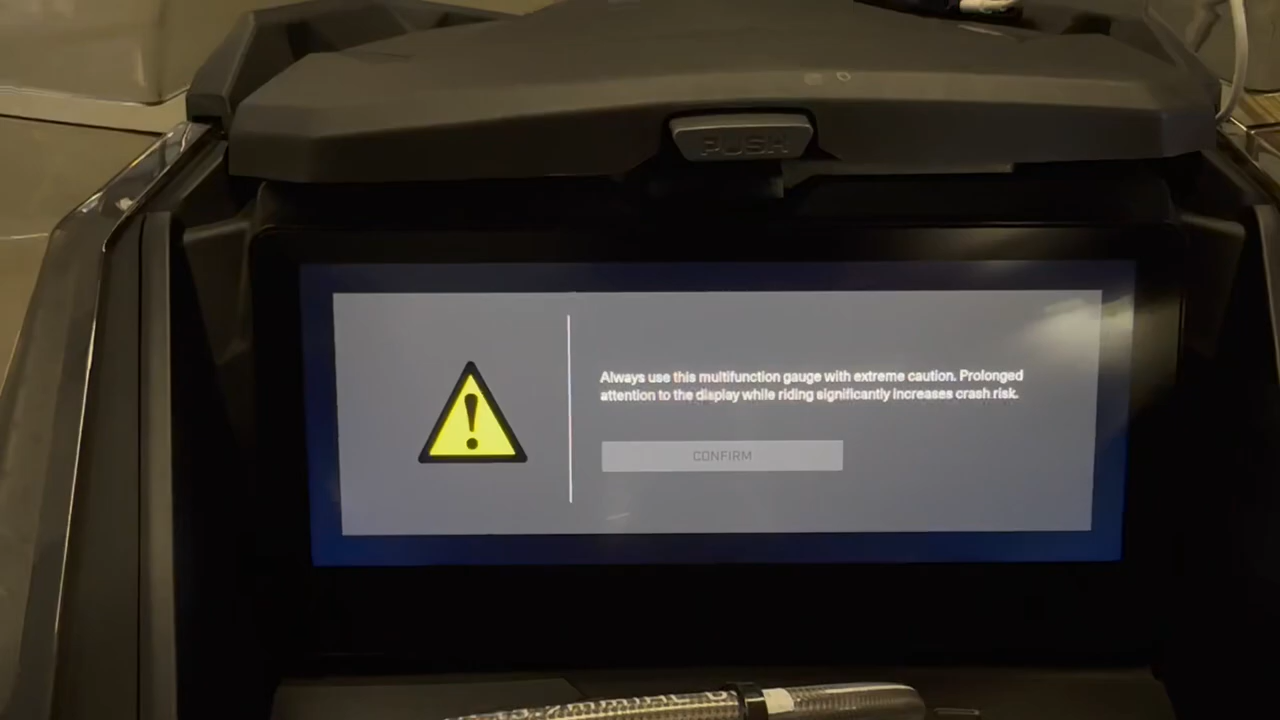 PUSH
Always use this multifunction gauge with extreme caution. Prolonged
attention to the display while riding significantly increases crash risk.
CONFIRM